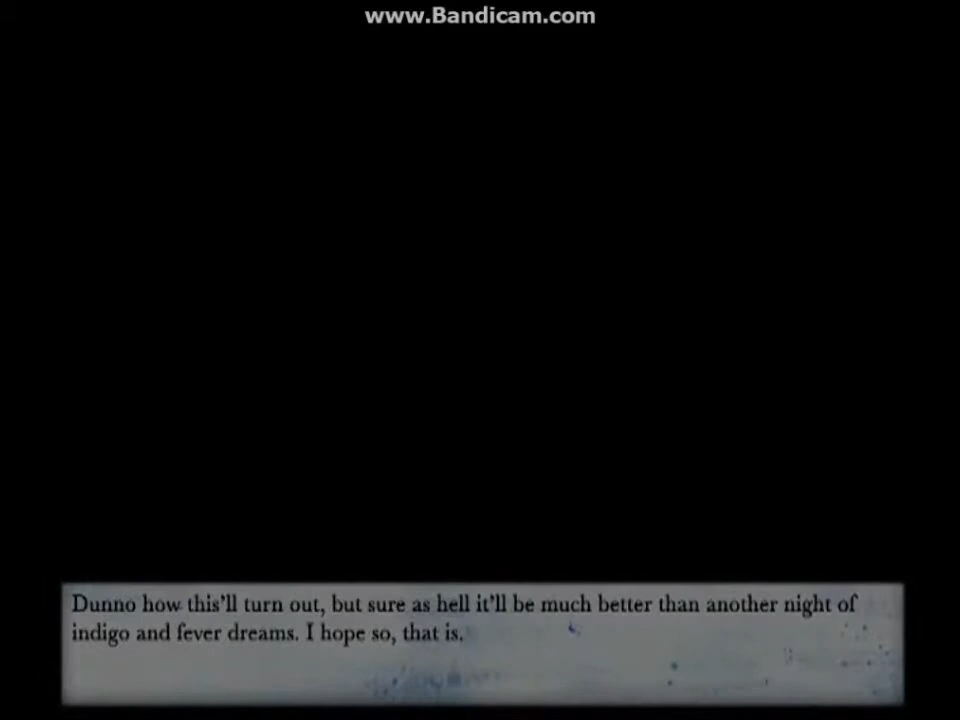 www.Bandicam.com
Dunno how this'll turn out, but sure as hell it'll be much better than another night of
indigo and fever dreams. I hope so, that is.